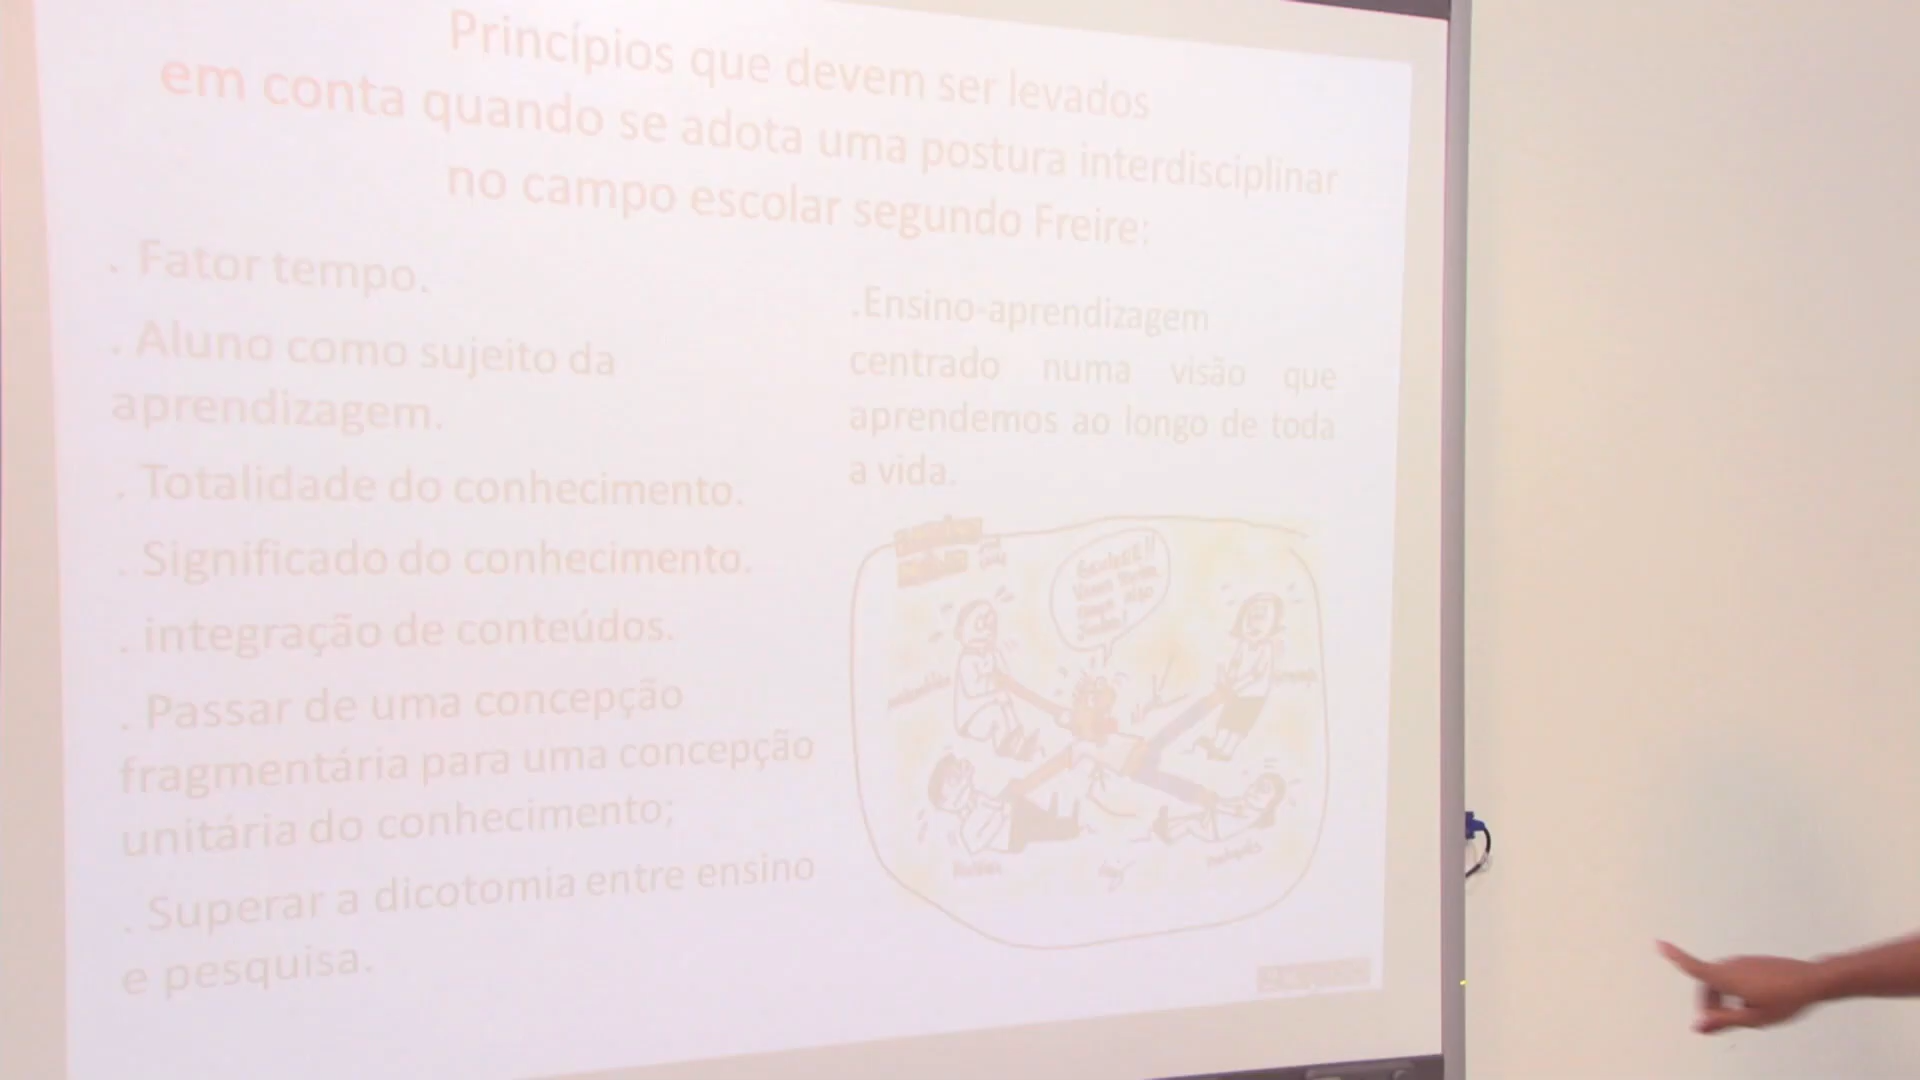 Princípios que devem ser levados
em conta quando se adota uma postura interdisciplinar
no campo escolar segundo Freire:
. Fator tempo.
. Aluno como sujeito da
aprendizagem.
. Totalidade do conhecimento.
. Significado do conhecimento.
. integração de conteúdos.
. Passar de uma concepção
fragmentária para uma concepção
unitária do conhecimento;
. Superar a dicotomia entre ensino
e pesquisa.
.Ensino-aprendizagem
centrado numa visão que
aprendemos ao longo de toda
a vida.